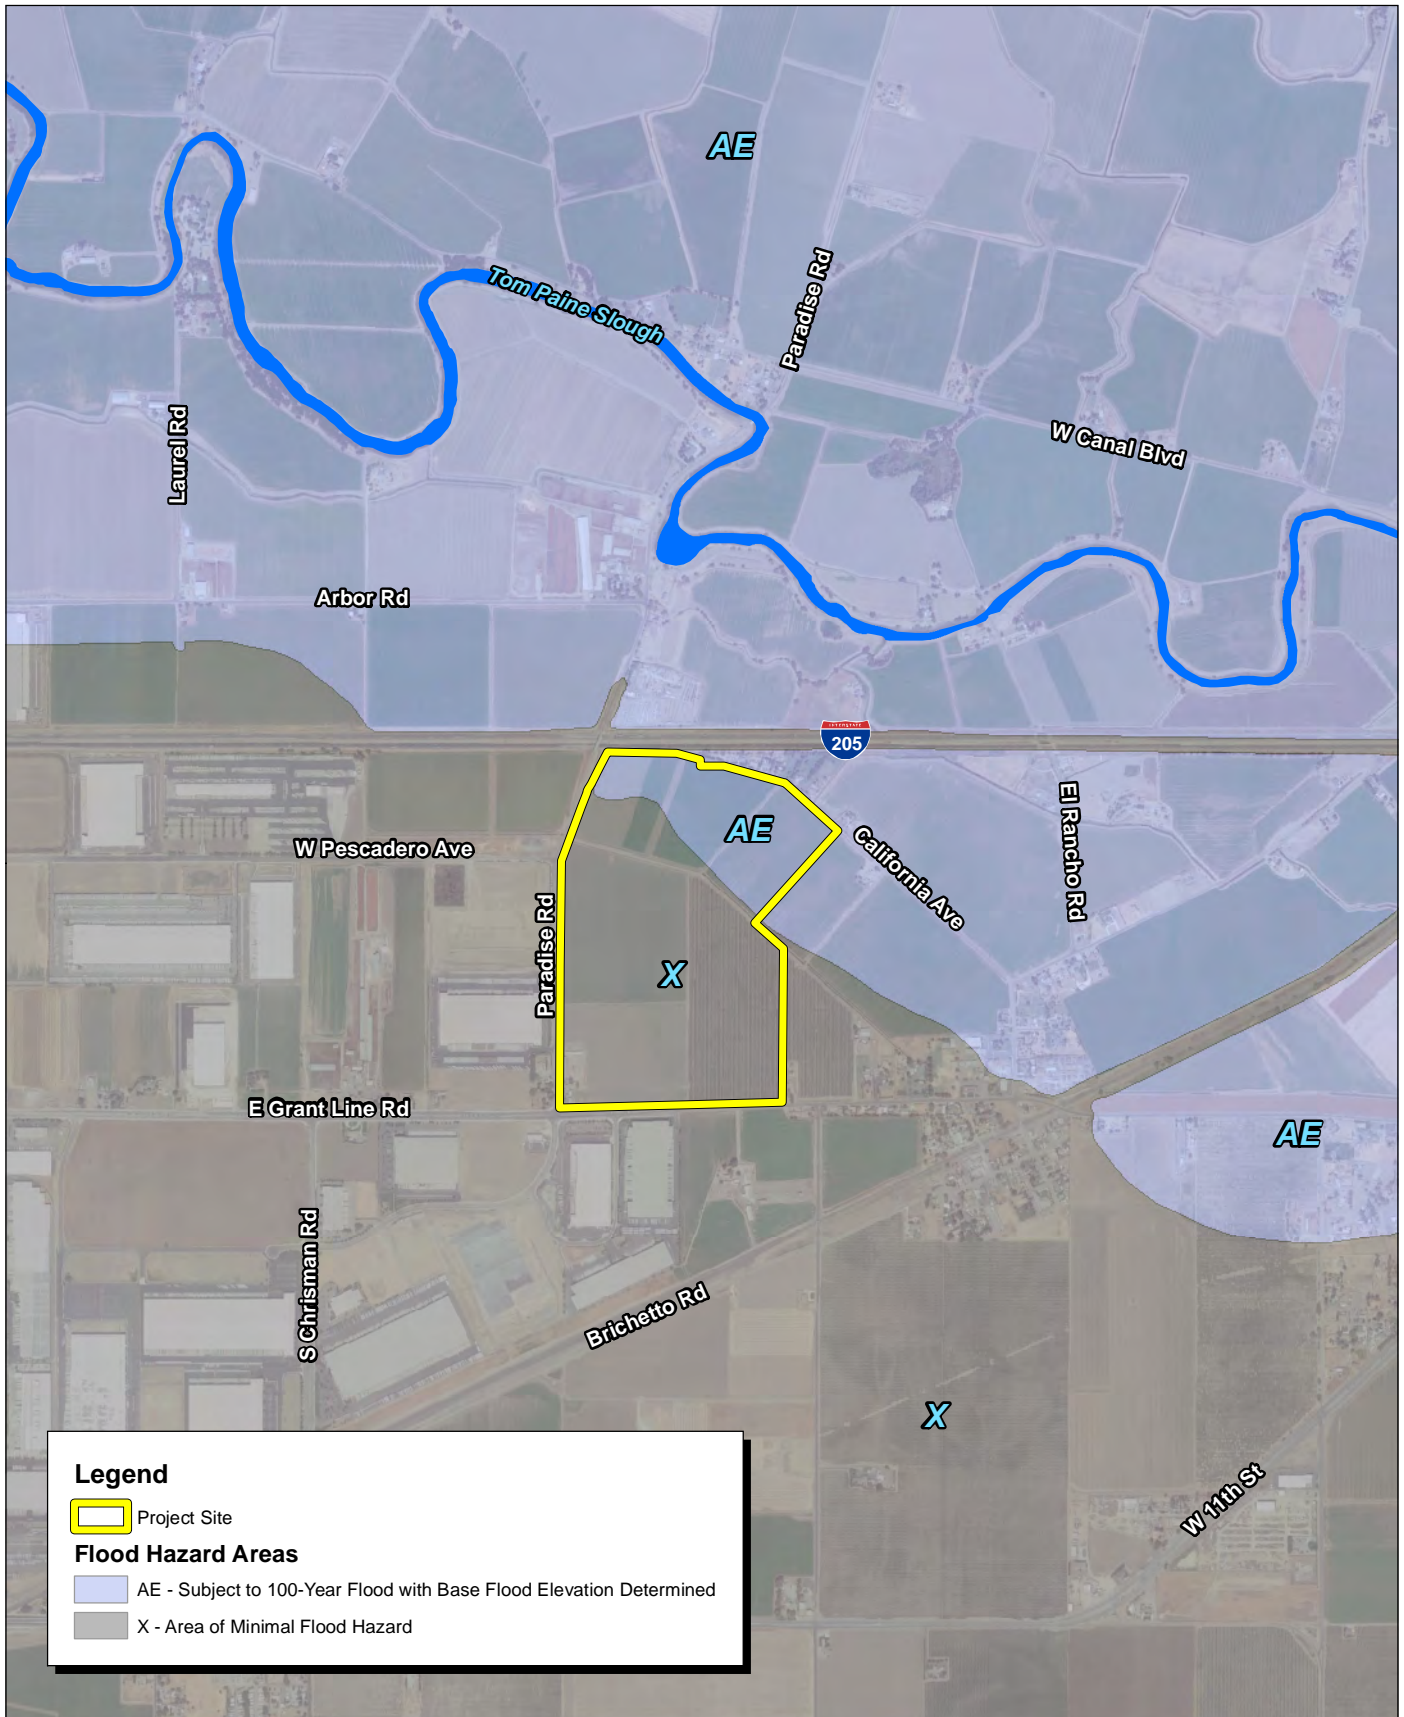 AE
Paradise Rd
Tom Paine Slough
Laurel Rd
W Canal Blvd
Arbor Rd
INTERSTATE
205
AE
El Rancho Rd
W Pescadero Ave
California Ave
Paradise Rd
X
E Grant Line Rd
AE
S Chrisman Rd
Brichetto Rd
X
W 11th St
Legend
Project Site
Flood Hazard Areas
AE - Subject to 100-Year Flood with Base Flood Elevation Determined
X - Area of Minimal Flood Hazard